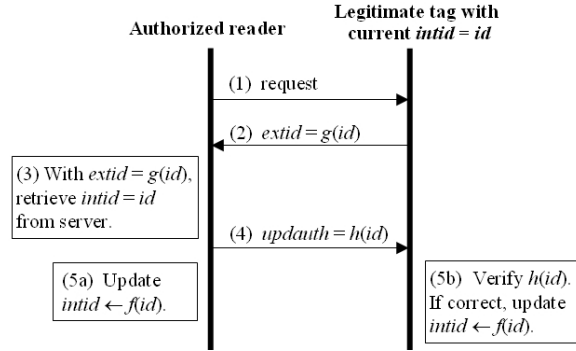 Authorized reader
Legitimate tag with
current intid = id
(1) request
(2) extid = g(id)
(3) With extid = g(id),
retrieve intid = id
from server.
(4) updauth = h(id)
(5a) Update
intid ← f(id).
(5b) Verify h(id).
If correct, update
intid ← f(id).